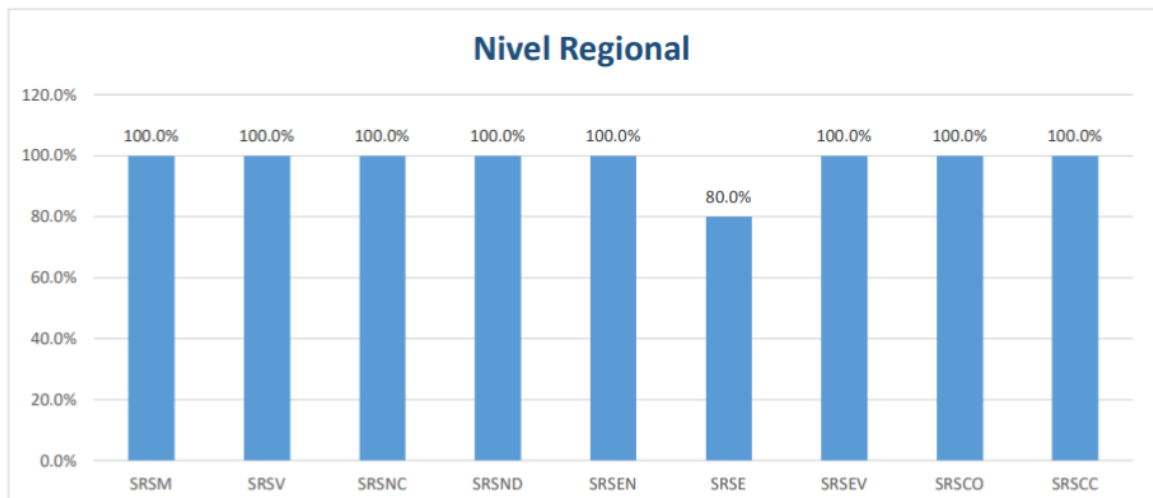 Nivel Regional
120.0%
100.0% 100.0% 100.0% 100.0% 100.0% 100.0% 100.0% 100.0%
100.0%
80.0%
80.0%
60.0%
40.0%
20.0%
0.0%
SRSM SRSV SRSNC SRSND SRSEN SRSE SRSEV SRSCO SRSCC